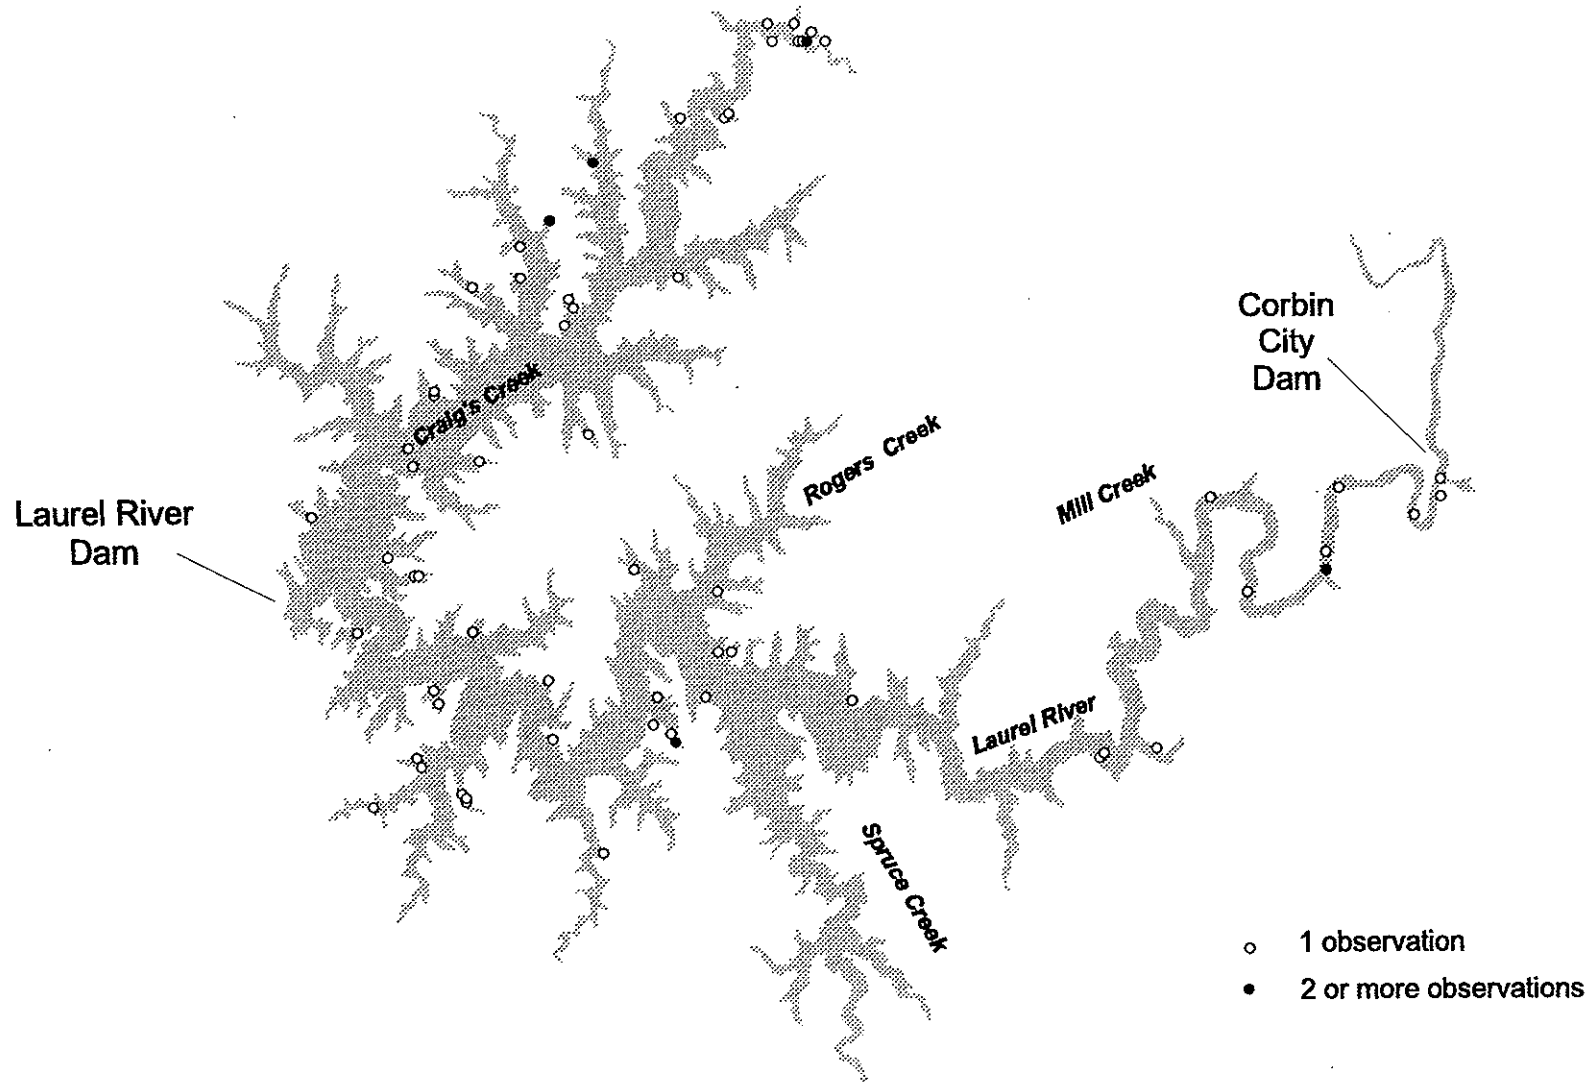 Corbin
City
Dam
Craig's Creek
Rogers Creek
Mill Creek
Laurel River
Dam
Laurel River
Spruce Creek
1 observation
2 or more observations